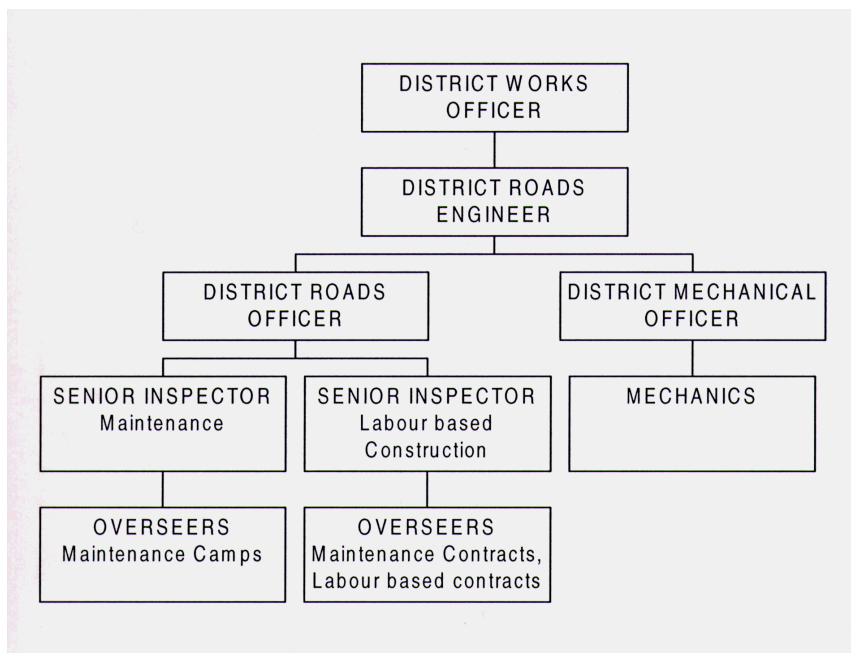 DISTRICT WORKS
OFFICER
DISTRICT ROADS
ENGINEER
DISTRICT ROADS
OFFICER
DISTRICT MECHANICAL
OFFICER
SENIOR INSPECTOR
Maintenance
SENIOR INSPECTOR
Labour based
Construction
MECHANICS
OVERSEERS
Maintenance Camps
OVERSEERS
Maintenance Contracts,
Labour based contracts